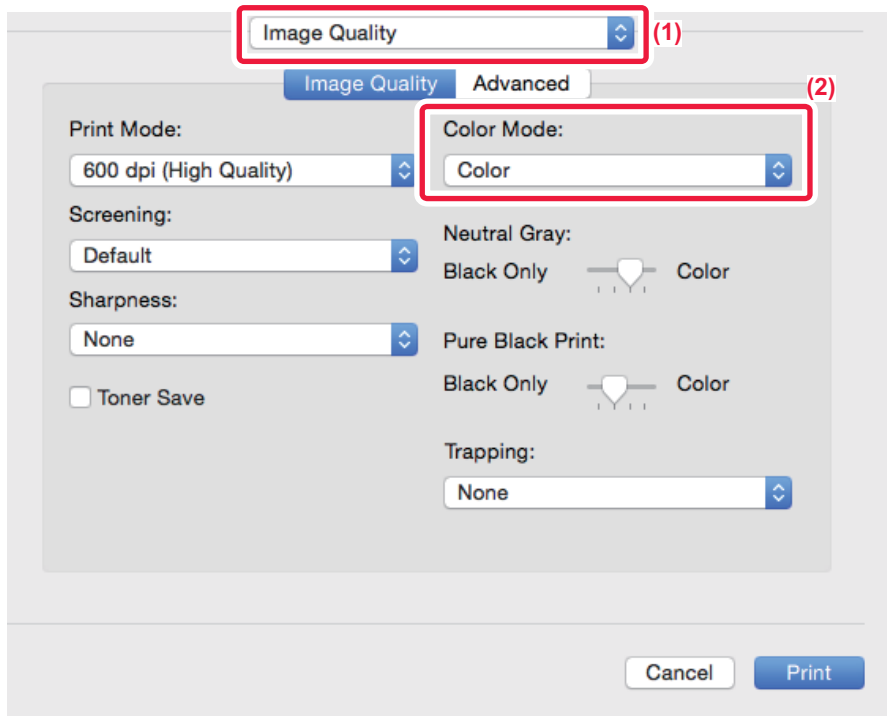 Image Quality
(1)
Image Quality Advanced
(2)
Print Mode:
600 dpi (High Quality)
Screening:
Default
Sharpness:
None
Toner Save
Color Mode:
Color
Neutral Gray:
Black Only Color
Pure Black Print:
Black Only Color
Trapping:
None
Cancel Print